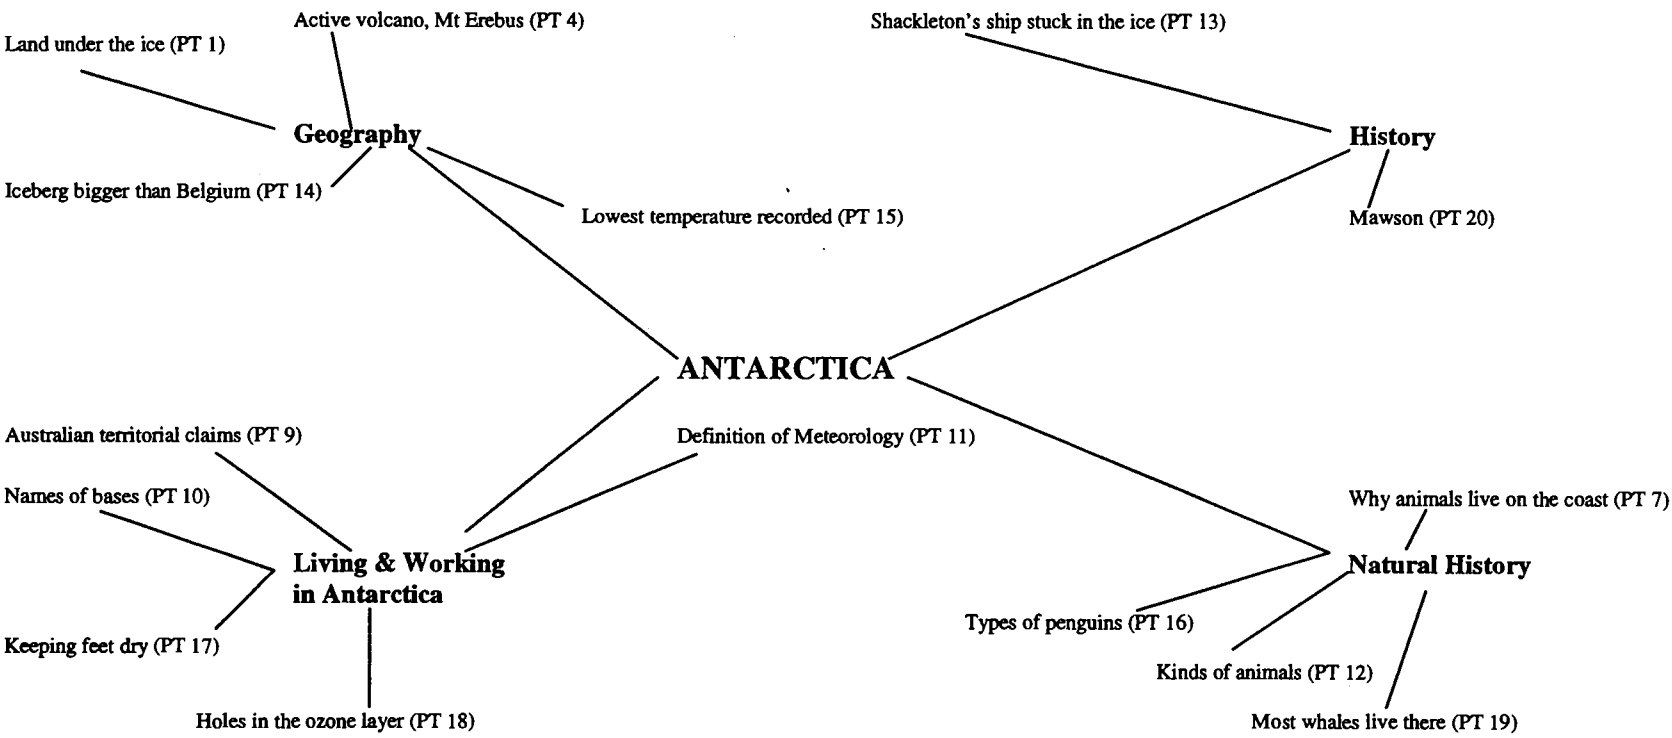 Active volcano, Mt Erebus (PT 4)
Shackleton's ship stuck in the ice (PT 13)
Land under the ice (PT 1)
Geography
History
Iceberg bigger than Belgium (PT 14)
Lowest temperature recorded (PT 15)
Mawson (PT 20)
ANTARCTICA
Australian territorial claims (PT 9)
Definition of Meteorology (PT 11)
Names of bases (PT 10)
Why animals live on the coast (PT 7)
Living & Working
in Antarctica
Natural History
Types of penguins (PT 16)
Keeping feet dry (PT 17)
Kinds of animals (PT 12)
Holes in the ozone layer (PT 18)
Most whales live there (PT 19)